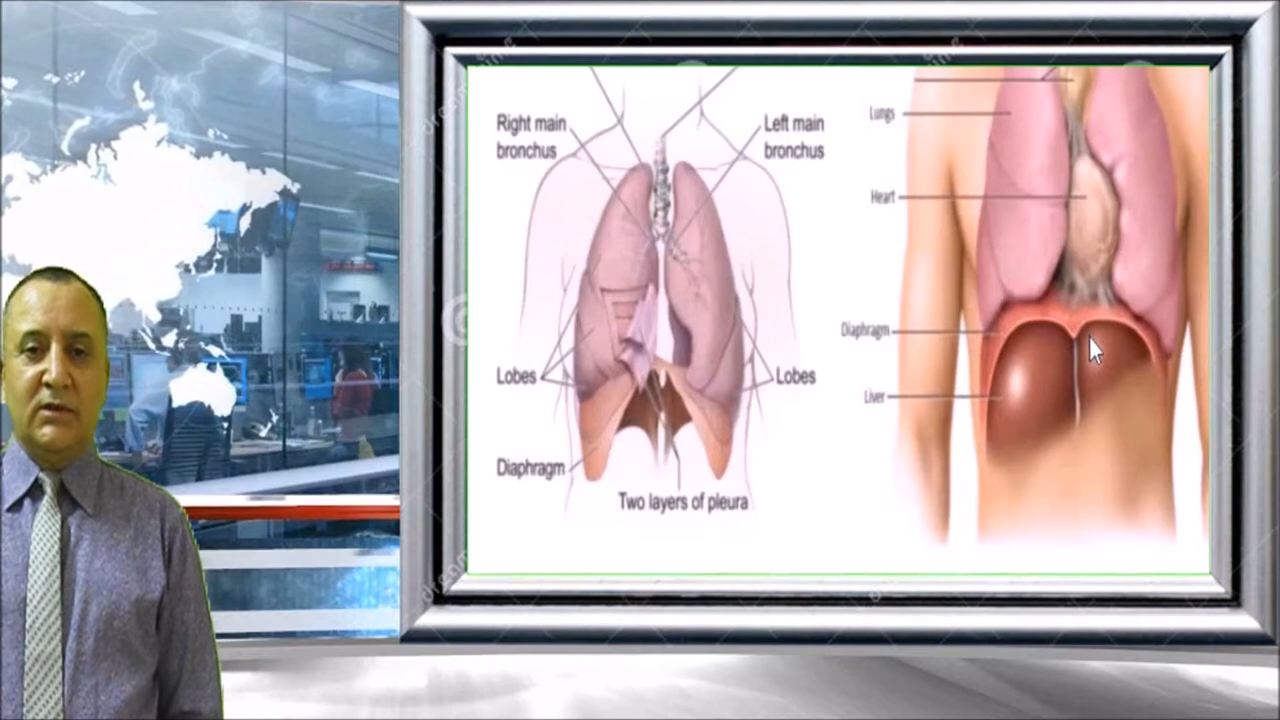 Right main
bronchus
Left main
bronchus
Lobes
Lobes
Diaphragm
Two layers of pleura
Lungs
Heart
Diaphragm
Liver